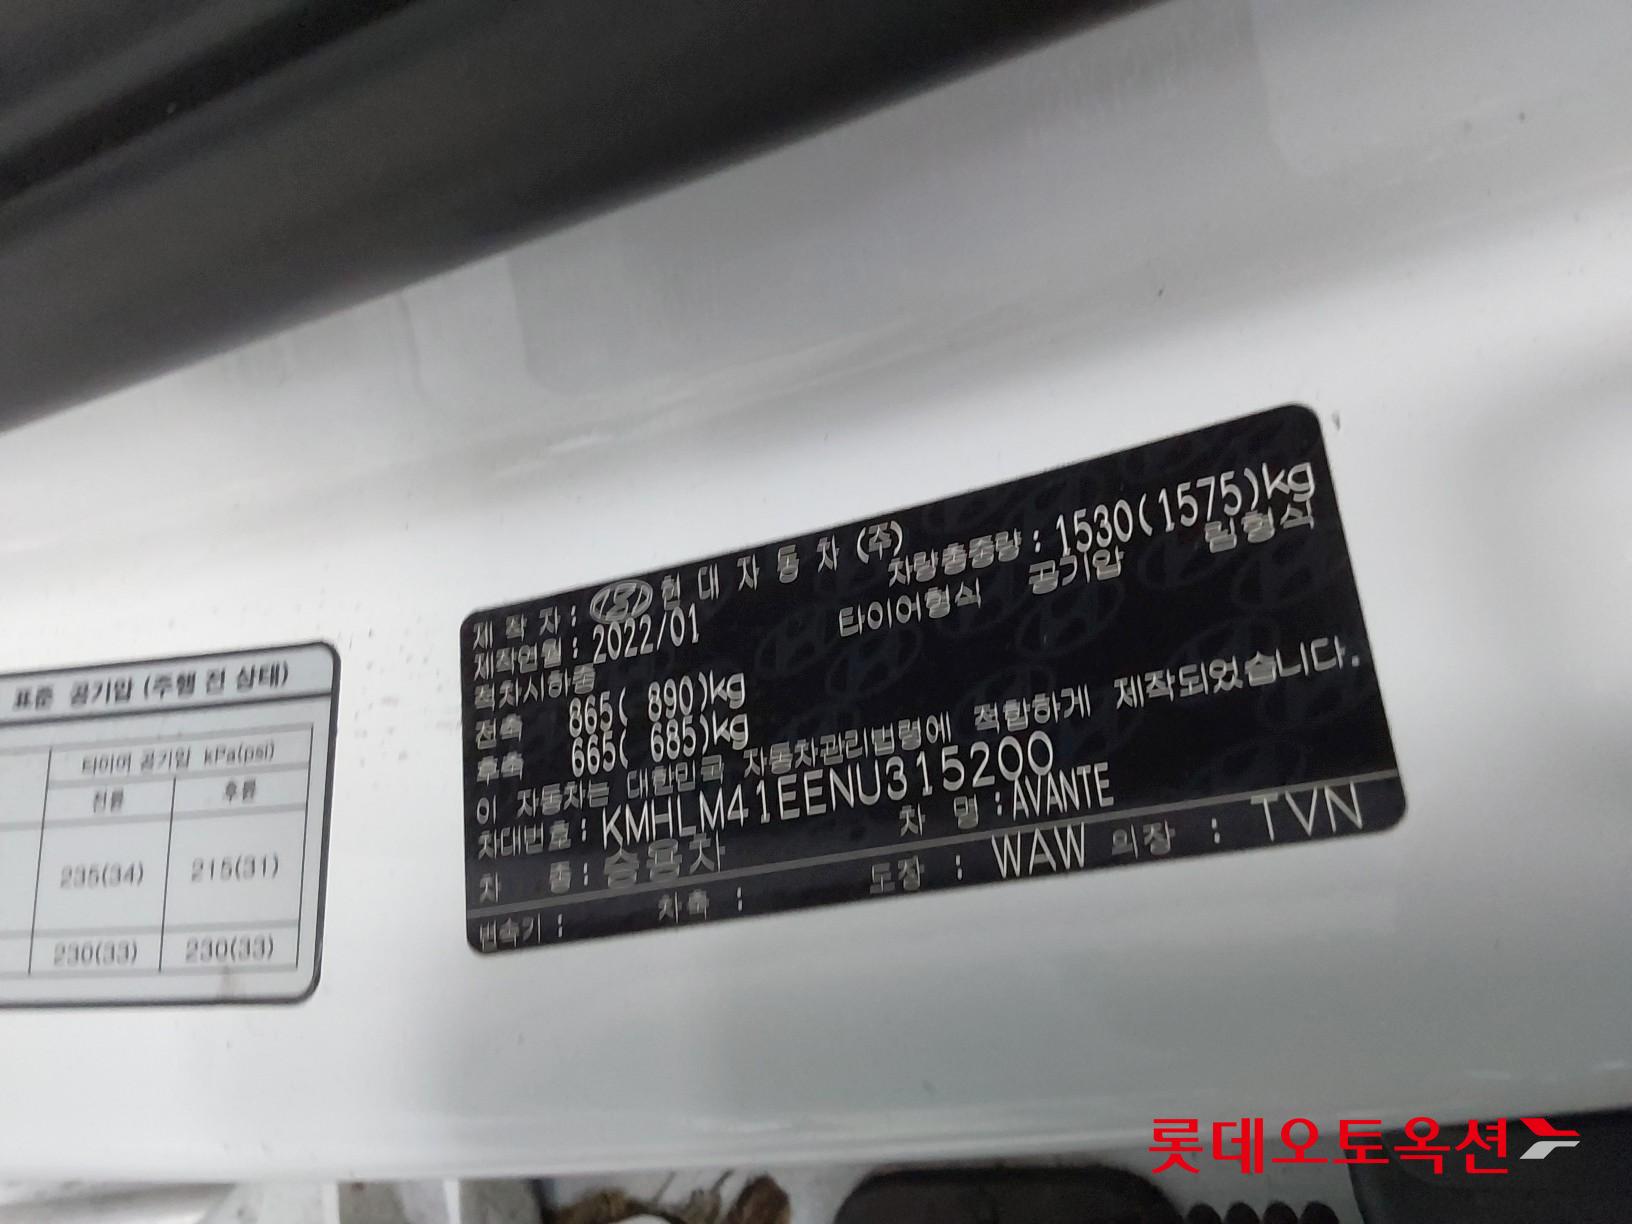 표준 공기압 (주행 전 상태)
타이어 공기압 kPa(psi)
전륜 후륜
235(34) 215(31)
230(33) 230(33)
제 작 자 : 현 대 자 동 차 (주)
제작연월 : 2022/01 차량총중량 : 1530(1575)kg
적차시하중 타이어형식 공기압 림형식
전축 865( 890)kg
후축 665( 685)kg
이 자동차는 대한민국 자동차관리법령에 적합하게 제작되었습니다.
차대번호 : KMHLM41EENU315200
차 종 : 승용차 차 명 : AVANTE
변속기 : 차축 : 도장 : WAW 의장 : TVN
롯데오토옥션